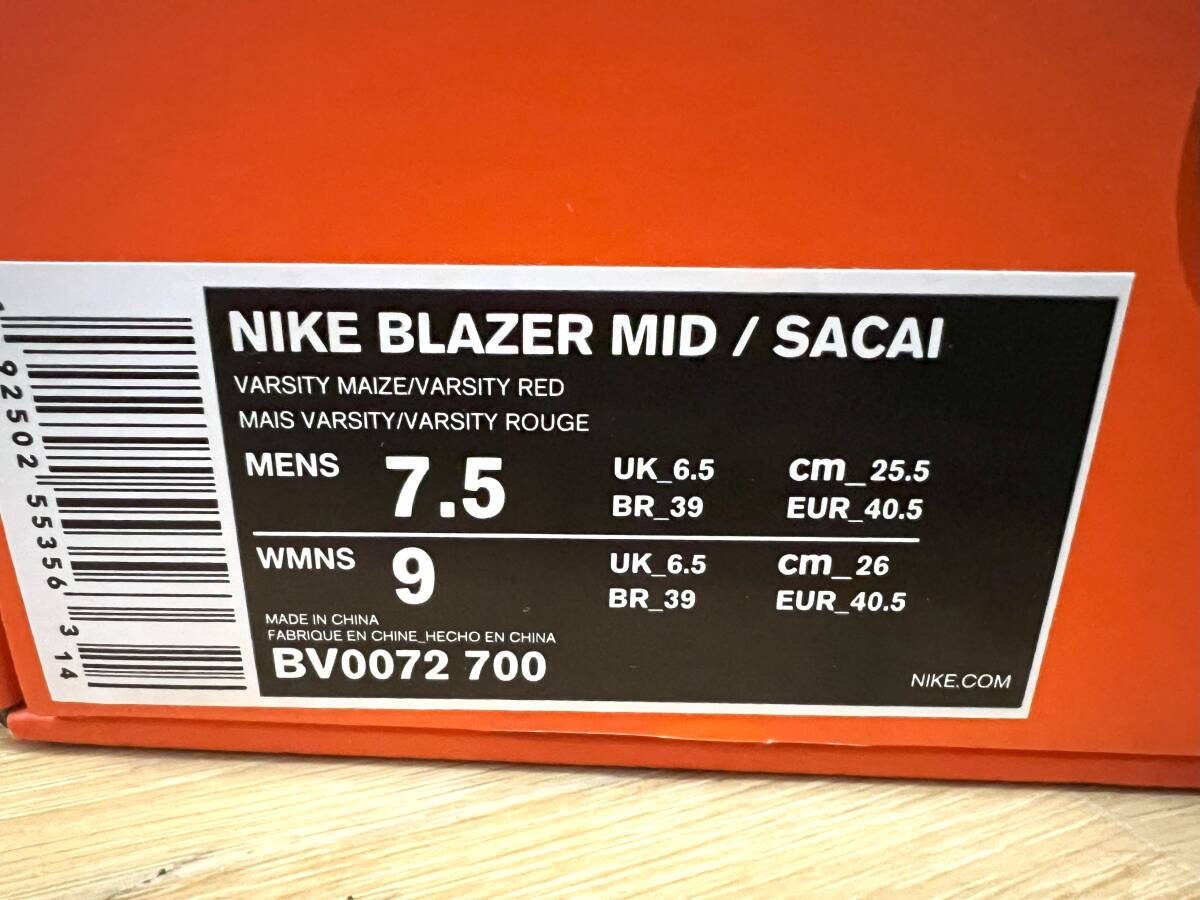 NIKE BLAZER MID / SACAI
VARSITY MAIZE/VARSITY RED
MAIS VARSITY/VARSITY ROUGE
MENS 7.5 UK_6.5 cm_25.5
BR_39 EUR_40.5
WMNS 9 UK_6.5 cm_26
BR_39 EUR_40.5
MADE IN CHINA
FABRIQUE EN CHINE_HECHO EN CHINA
BV0072 700
NIKE.COM
92502 55356 314